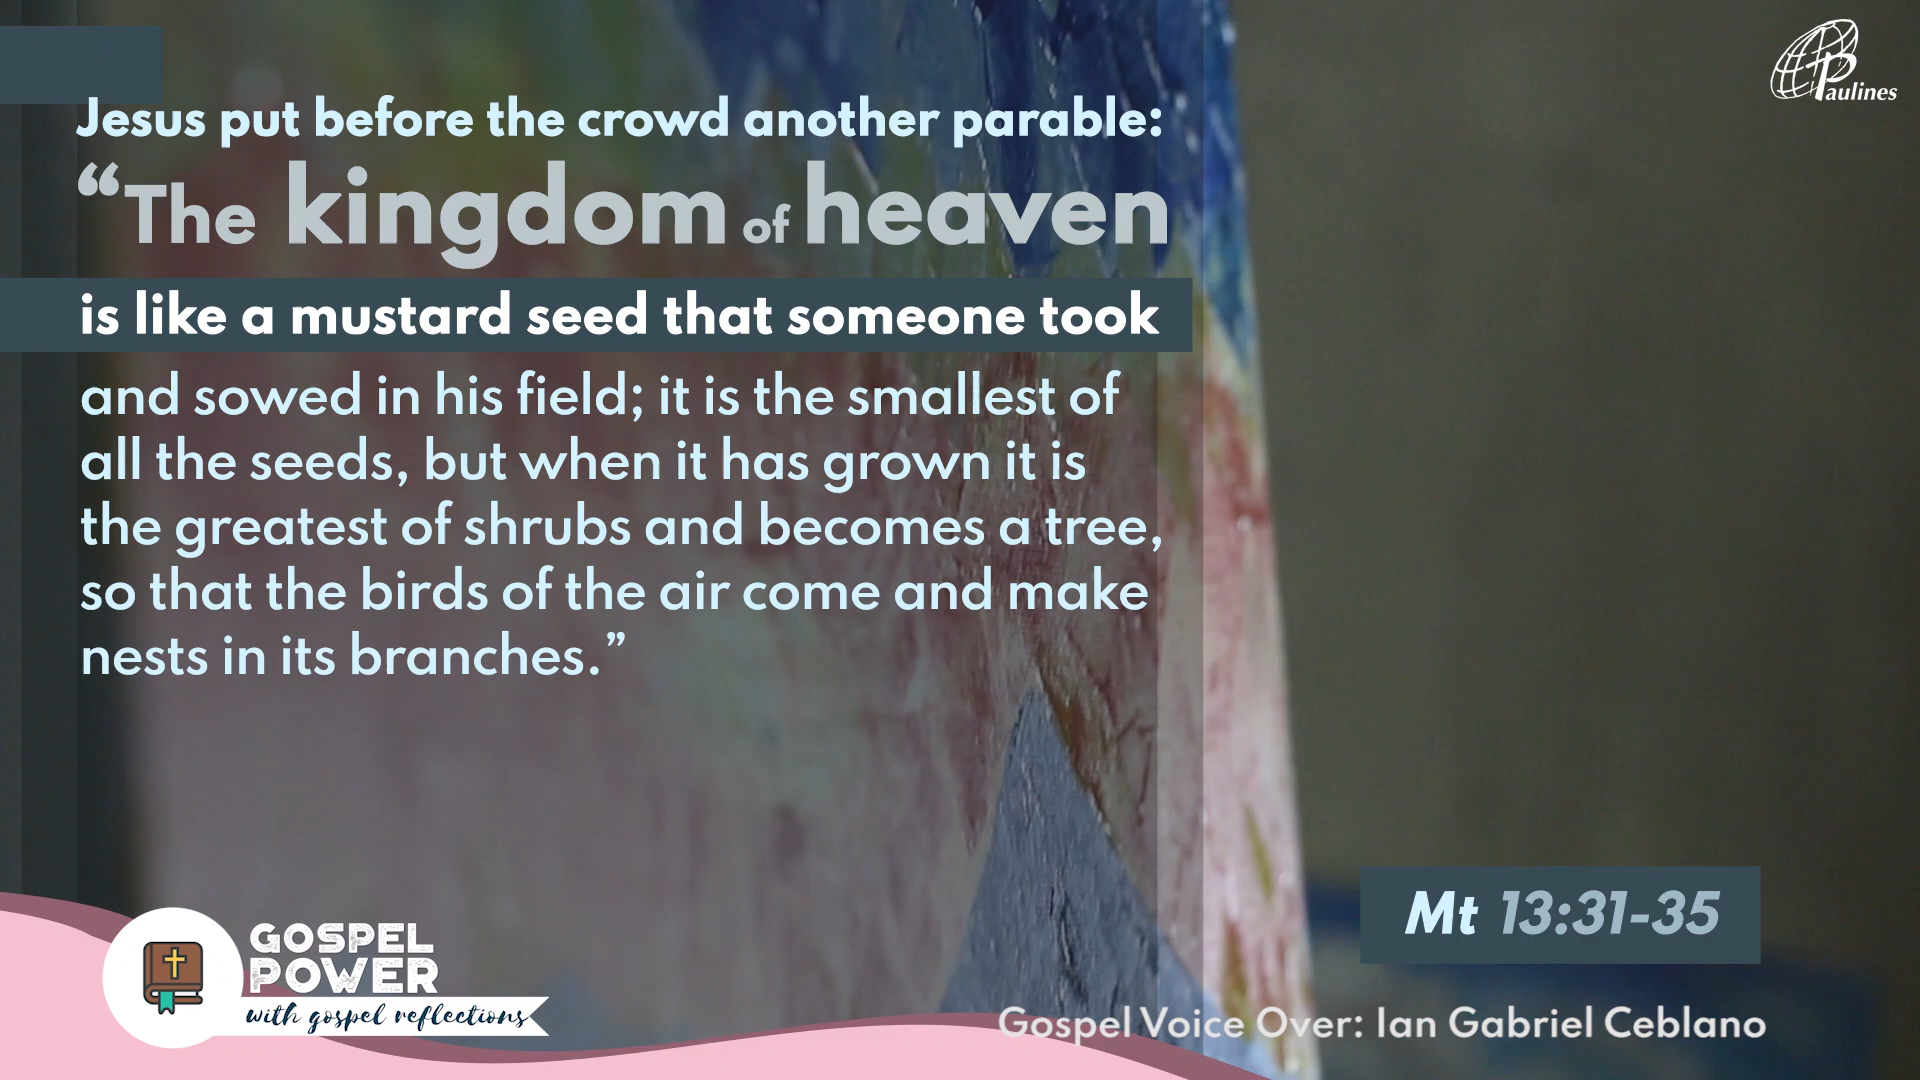 Paulines
Jesus put before the crowd another parable:
“The kingdom of heaven
is like a mustard seed that someone took
and sowed in his field; it is the smallest of
all the seeds, but when it has grown it is
the greatest of shrubs and becomes a tree,
so that the birds of the air come and make
nests in its branches.”
Mt 13:31-35
GOSPEL
POWER
with gospel reflections
Gospel Voice Over: Ian Gabriel Ceblano